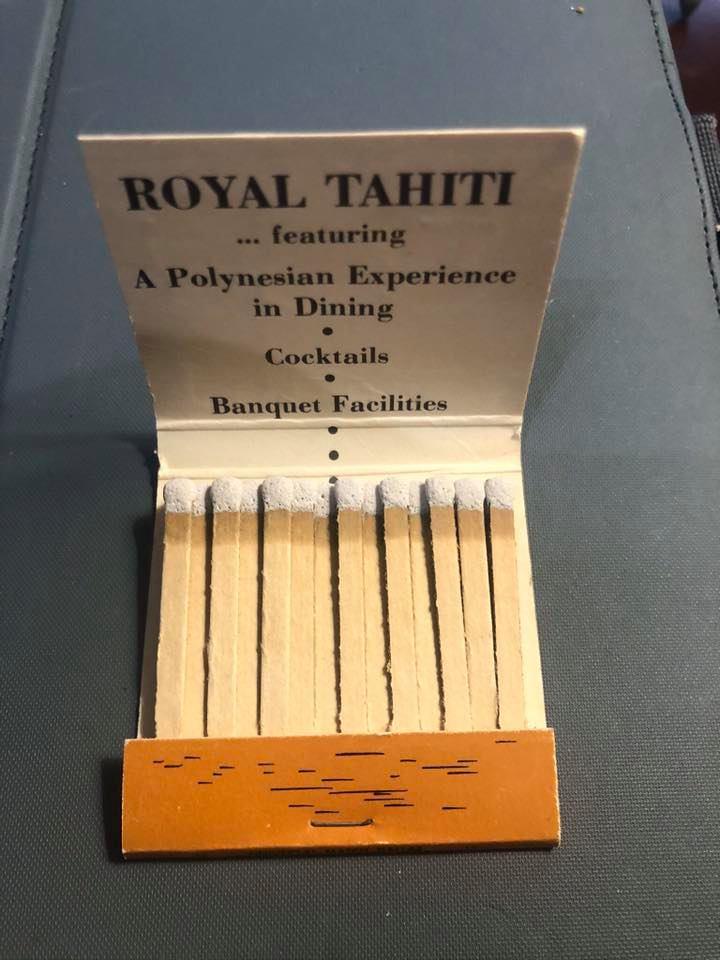 ROYAL TAHITI
... featuring
A Polynesian Experience
in Dining
•
Cocktails
•
Banquet Facilities
•
•
•